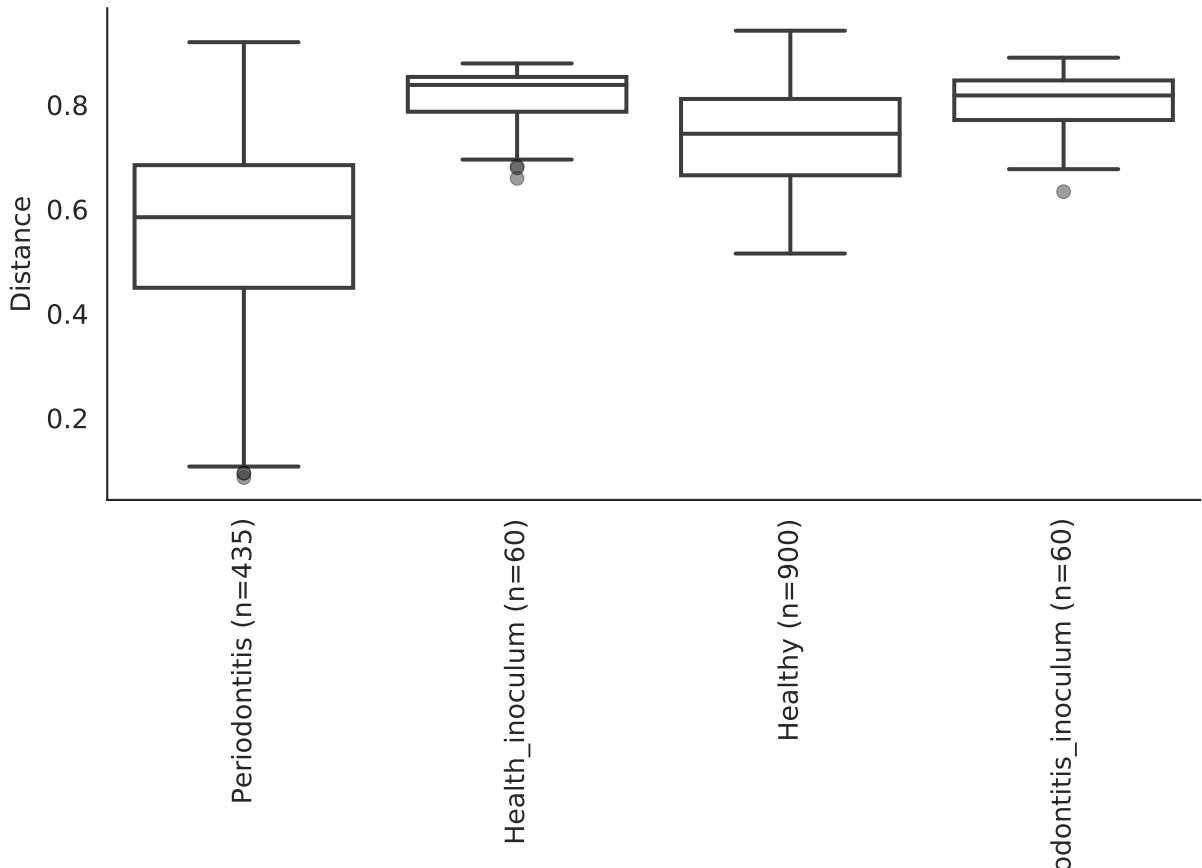 Distance
0.8
0.6
0.4
0.2
Periodontitis (n=435)
Health_inoculum (n=60)
Healthy (n=900)
odontitis_inoculum (n=60)